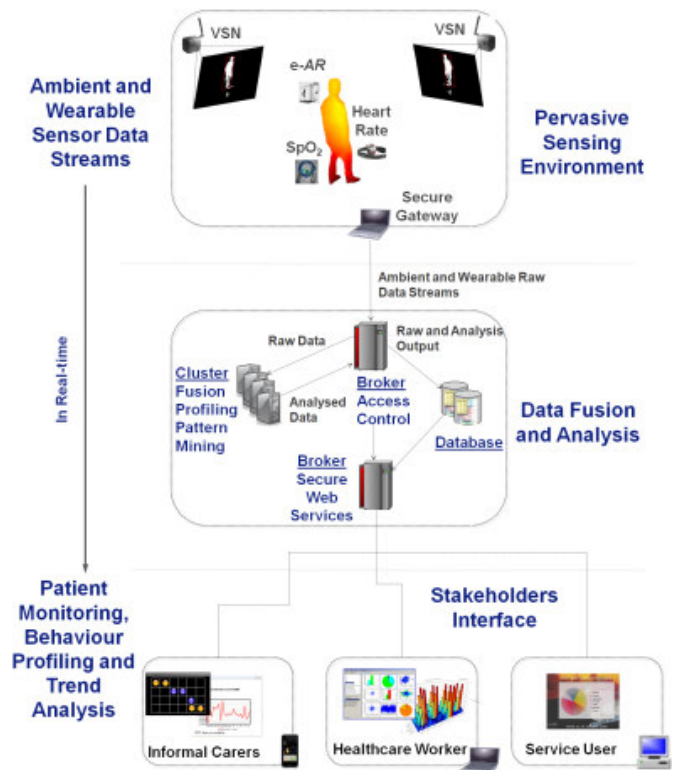 VSN
VSN
e-AR
Heart
Rate
SpO2
Secure
Gateway
Ambient and
Wearable
Sensor Data
Streams
Pervasive
Sensing
Environment
Ambient and Wearable Raw
Data Streams
In Real-time
Raw Data
Raw and Analysis
Output
Cluster
Fusion
Profiling
Pattern
Mining
Analysed
Data
Broker
Access
Control
Database
Data Fusion
and Analysis
Broker
Secure
Web
Services
Patient
Monitoring,
Behaviour
Profiling and
Trend
Analysis
Stakeholders
Interface
Informal Carers
Healthcare Worker
Service User